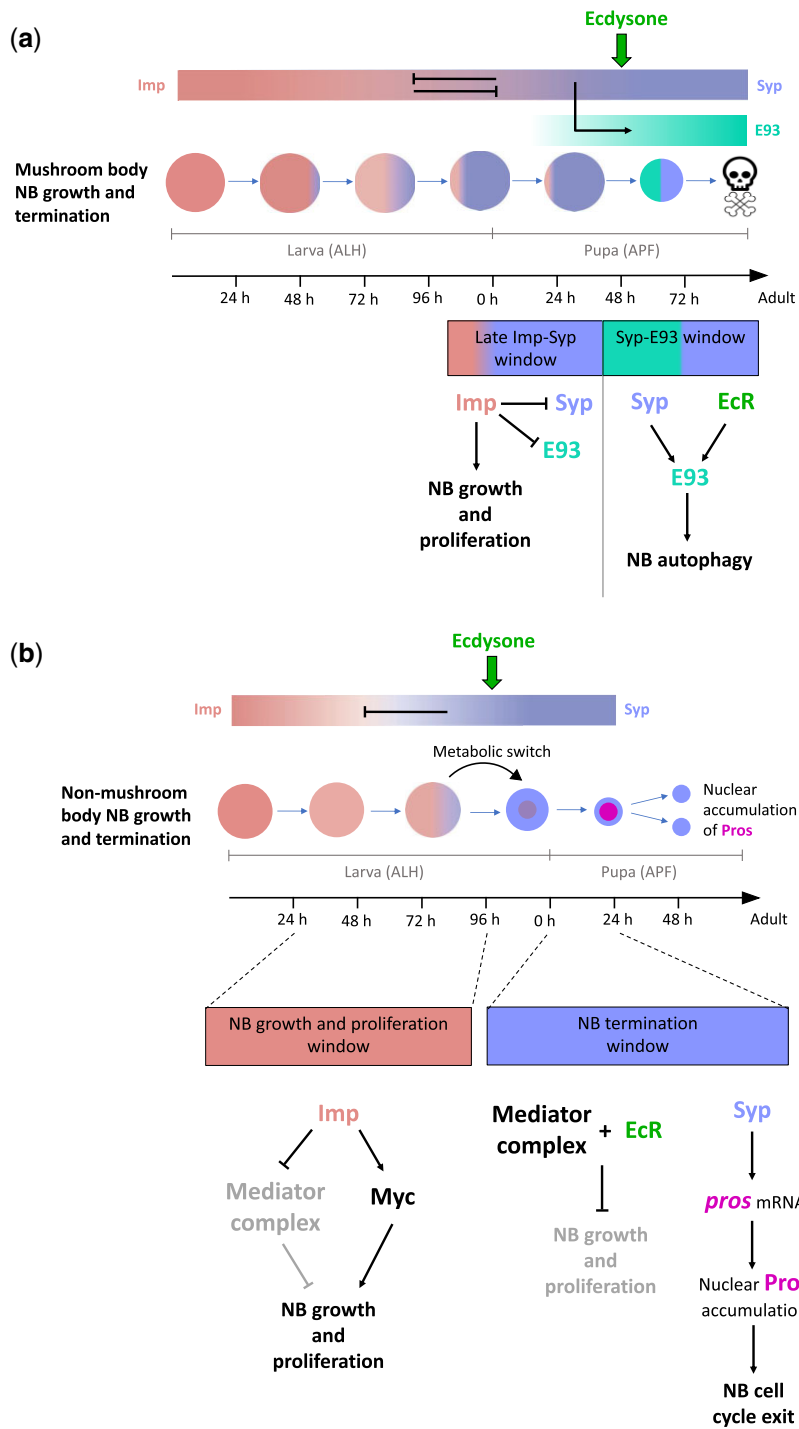 (a)
Ecdysone
Imp
Syp
E93
Mushroom body
NB growth and
termination
Larva (ALH)
Pupa (APF)
24 h 48 h 72 h 96 h 0 h 24 h 48 h 72 h Adult
Late Imp-Syp
window
Syp-E93 window
Imp Syp
E93
NB growth
and
proliferation
Syp EcR
E93
NB autophagy
(b)
Ecdysone
Imp
Syp
Metabolic switch
Non-mushroom
body NB growth
and termination
Nuclear
accumulation
of Pros
Larva (ALH)
Pupa (APF)
24 h 48 h 72 h 96 h 0 h 24 h 48 h Adult
NB growth and proliferation
window
NB termination
window
Imp
Mediator
complex
Myc
NB growth
and
proliferation
Mediator
complex
+ EcR
NB growth
and
proliferation
Syp
pros mRNA
Nuclear Pro
accumulatio
NB cell
cycle exit